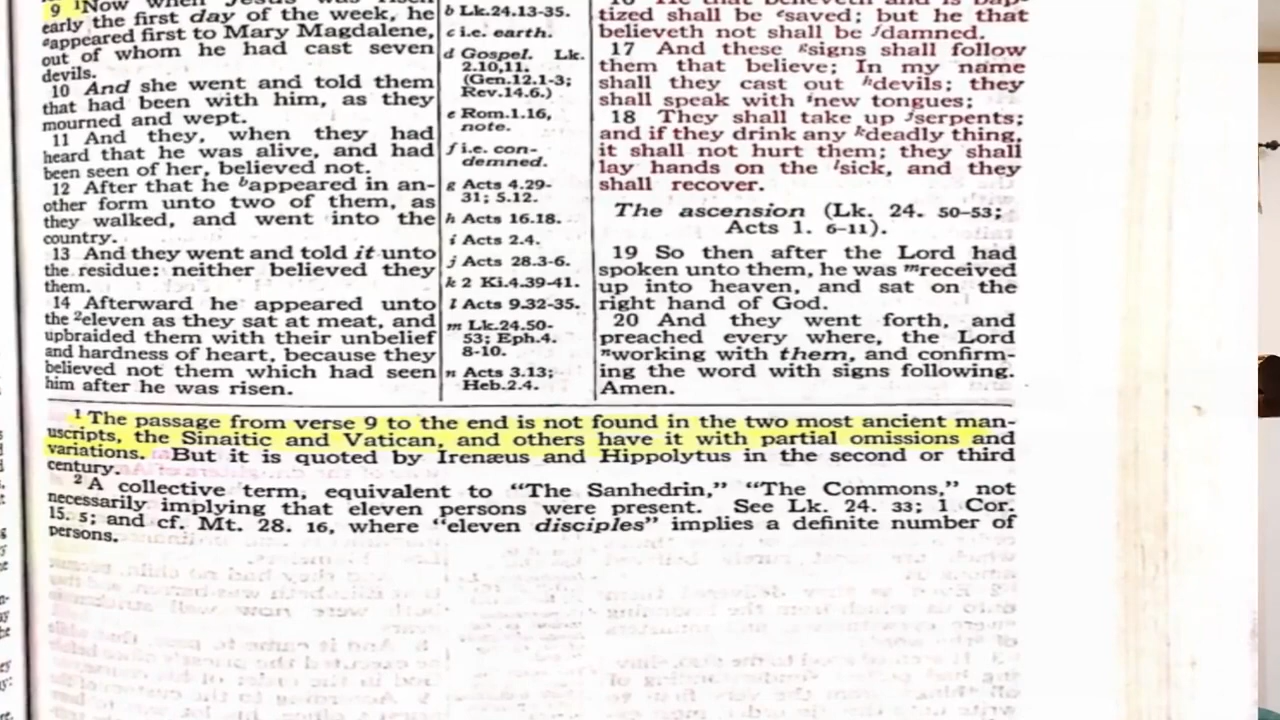 9 ¹Now when Jesus was risen
early the first day of the week, he
ᵃappeared first to Mary Magdalene,
out of whom he had cast seven
devils.
10 And she went and told them
that had been with him, as they
mourned and wept.
11 And they, when they had
heard that he was alive, and had
been seen of her, believed not.
12 After that he ᵇappeared in an-
other form unto two of them, as
they walked, and went into the
country.
13 And they went and told it unto
the residue: neither believed they
them.
14 Afterward he appeared unto
the ²eleven as they sat at meat, and
upbraided them with their unbelief
and hardness of heart, because they
believed not them which had seen
him after he was risen.
b Lk.24.13-35.
c i.e. earth.
d Gospel. Lk.
2.10,11.
(Gen.12.1-3;
Rev.14.6.)
e Rom.1.16,
note.
f i.e. con-
demned.
g Acts 4.29-
31; 5.12.
h Acts 16.18.
i Acts 2.4.
j Acts 28.3-6.
k 2 Ki.4.39-41.
l Acts 9.32-35.
m Lk.24.50-
53; Eph.4.
8-10.
n Acts 3.13;
Heb.2.4.
16 He that believeth and is bap-
tized shall be ᵉsaved; but he that
believeth not shall be ᶠdamned.
17 And these ᵍsigns shall follow
them that believe; In my name
shall they cast out ʰdevils; they
shall speak with ⁱnew tongues;
18 They shall take up ʲserpents;
and if they drink any ᵏdeadly thing,
it shall not hurt them; they shall
lay hands on the ˡsick, and they
shall recover.
The ascension (Lk. 24. 50-53;
Acts 1. 6-11).
19 So then after the Lord had
spoken unto them, he was ᵐreceived
up into heaven, and sat on the
right hand of God.
20 And they went forth, and
preached every where, the Lord
ⁿworking with them, and confirm-
ing the word with signs following.
Amen.
¹ The passage from verse 9 to the end is not found in the two most ancient man-
uscripts, the Sinaitic and Vatican, and others have it with partial omissions and
variations. But it is quoted by Irenæus and Hippolytus in the second or third
century.
² A collective term, equivalent to “The Sanhedrin,” “The Commons,” not
necessarily implying that eleven persons were present. See Lk. 24. 33; 1 Cor.
15. 5; and cf. Mt. 28. 16, where “eleven disciples” implies a definite number of
persons.